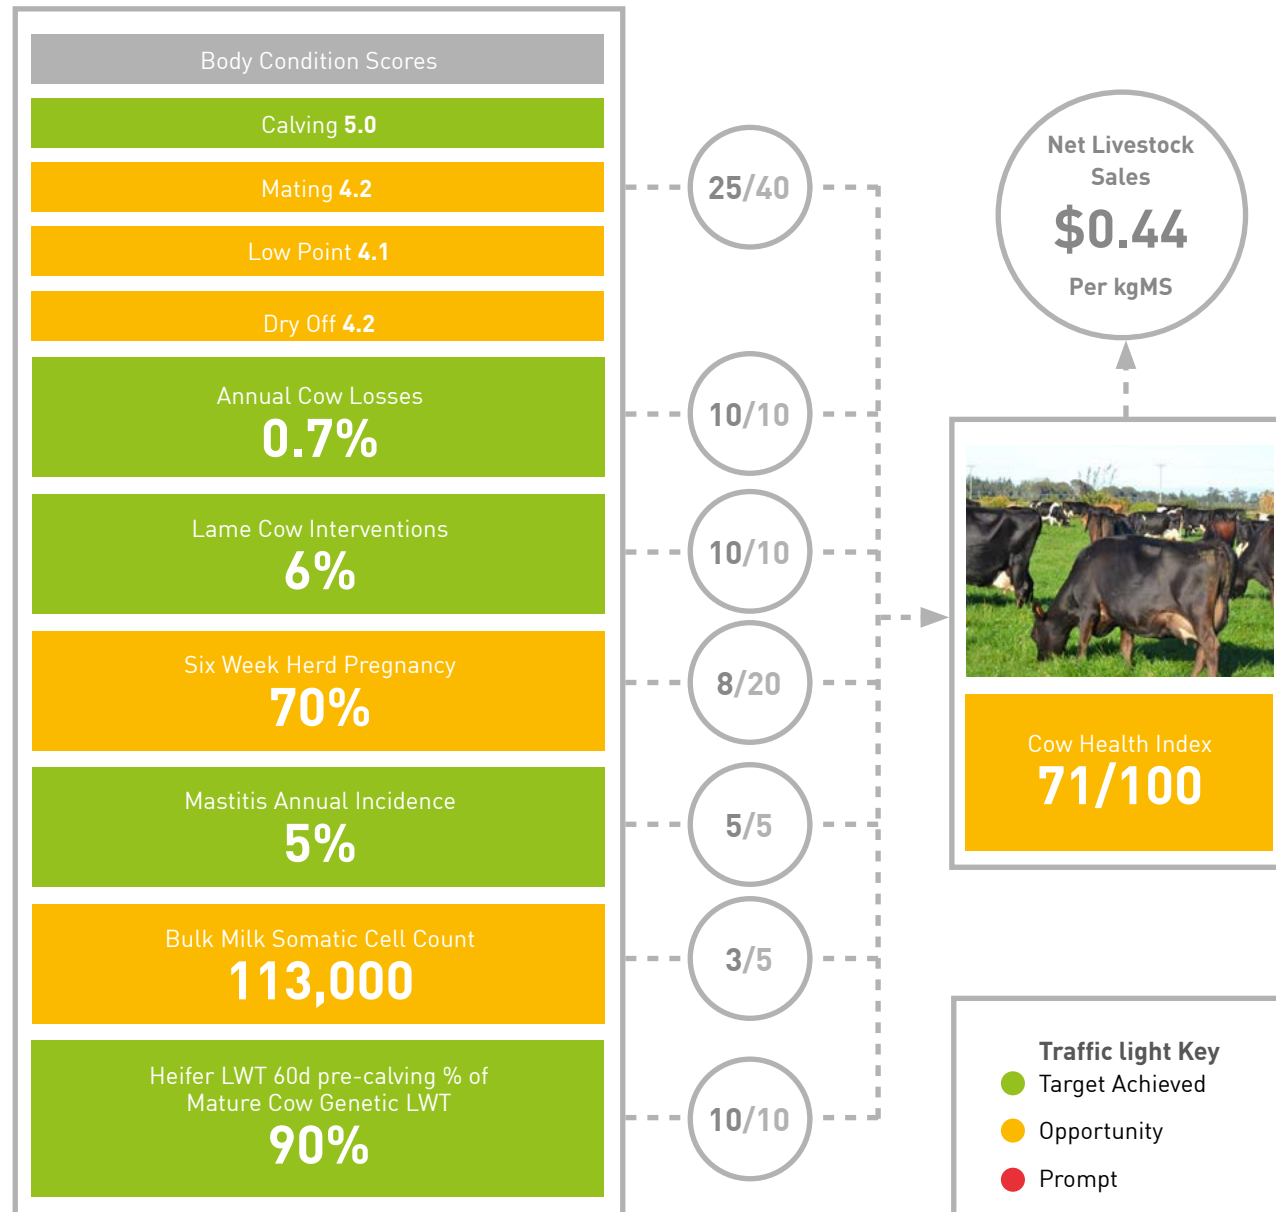 Body Condition Scores
Calving 5.0
Mating 4.2
Low Point 4.1
Dry Off 4.2
Annual Cow Losses
0.7%
Lame Cow Interventions
6%
Six Week Herd Pregnancy
70%
Mastitis Annual Incidence
5%
Bulk Milk Somatic Cell Count
113,000
Heifer LWT 60d pre-calving % of
Mature Cow Genetic LWT
90%
25/40
10/10
10/10
8/20
5/5
3/5
10/10
Net Livestock
Sales
$0.44
Per kgMS
Cow Health Index
71/100
Traffic light Key
Target Achieved
Opportunity
Prompt